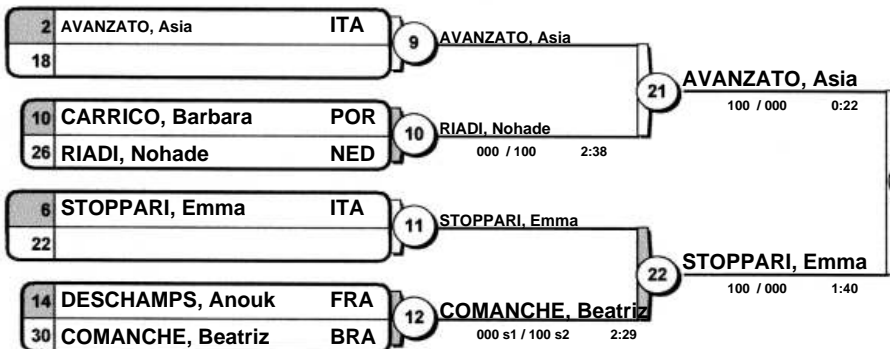 2 AVANZATO, Asia ITA
18
9
AVANZATO, Asia
10 CARRICO, Barbara POR
26 RIADI, Nohade NED
10
RIADI, Nohade
000 / 100 2:38
21
AVANZATO, Asia
100 / 000 0:22
6 STOPPARI, Emma ITA
22
11
STOPPARI, Emma
14 DESCHAMPS, Anouk FRA
30 COMANCHE, Beatriz BRA
12
COMANCHE, Beatriz
000 s1 / 100 s2 2:29
22
STOPPARI, Emma
100 / 000 1:40